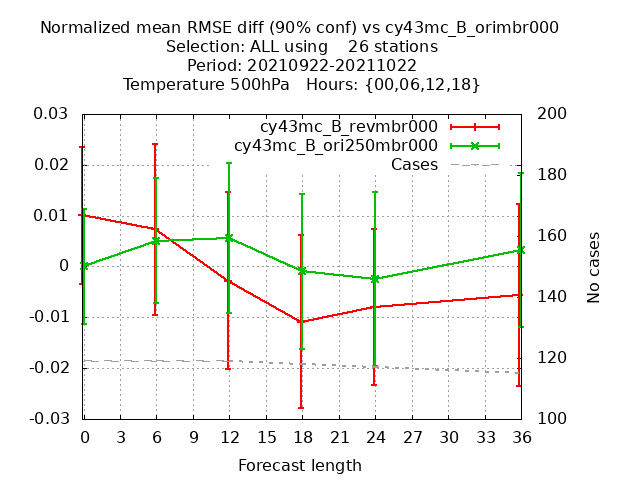 Normalized mean RMSE diff (90% conf) vs cy43mc_B_orimbr000
Selection: ALL using    26 stations
Period: 20210922-20211022
Temperature 500hPa   Hours: {00,06,12,18}
cy43mc_B_revmbr000
cy43mc_B_ori250mbr000
Cases
0.03
0.02
0.01
0
-0.01
-0.02
-0.03
200
180
160
140
120
100
No cases
0 3 6 9 12 15 18 21 24 27 30 33 36
Forecast length